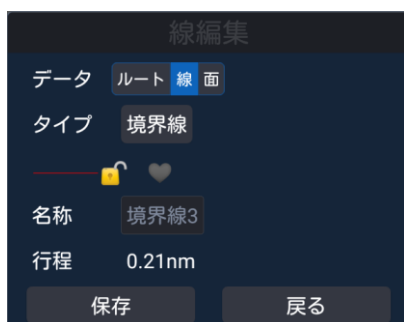 線編集
データ ルート 線 面
タイプ 境界線
名称 境界線3
行程 0.21nm
保存 戻る